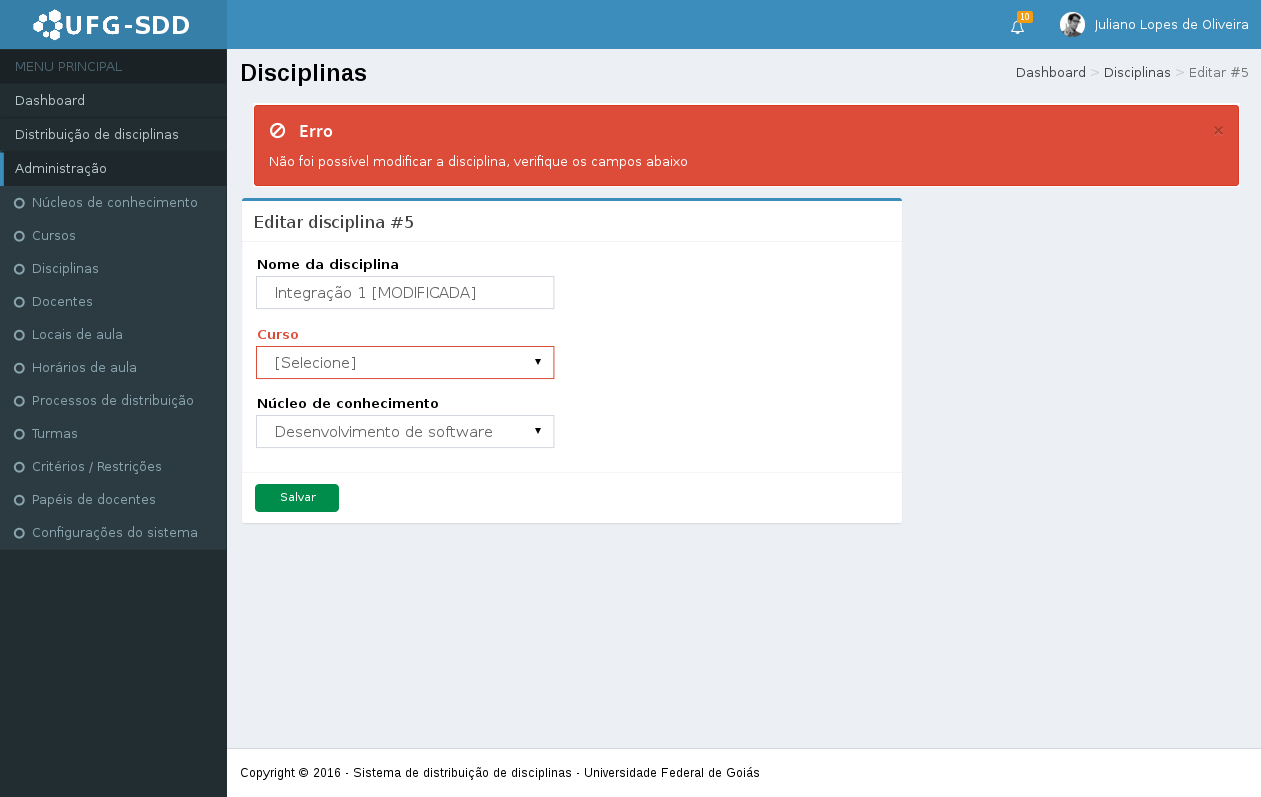 UFG-SDD
10
Juliano Lopes de Oliveira
MENU PRINCIPAL
Dashboard
Distribuição de disciplinas
Administração
Núcleos de conhecimento
Cursos
Disciplinas
Docentes
Locais de aula
Horários de aula
Processos de distribuição
Turmas
Critérios / Restrições
Papéis de docentes
Configurações do sistema
Disciplinas
Dashboard > Disciplinas > Editar #5
Erro
×
Não foi possível modificar a disciplina, verifique os campos abaixo
Editar disciplina #5
Nome da disciplina
Integração 1 [MODIFICADA]
Curso
[Selecione]
Núcleo de conhecimento
Desenvolvimento de software
Salvar
Copyright © 2016 - Sistema de distribuição de disciplinas - Universidade Federal de Goiás